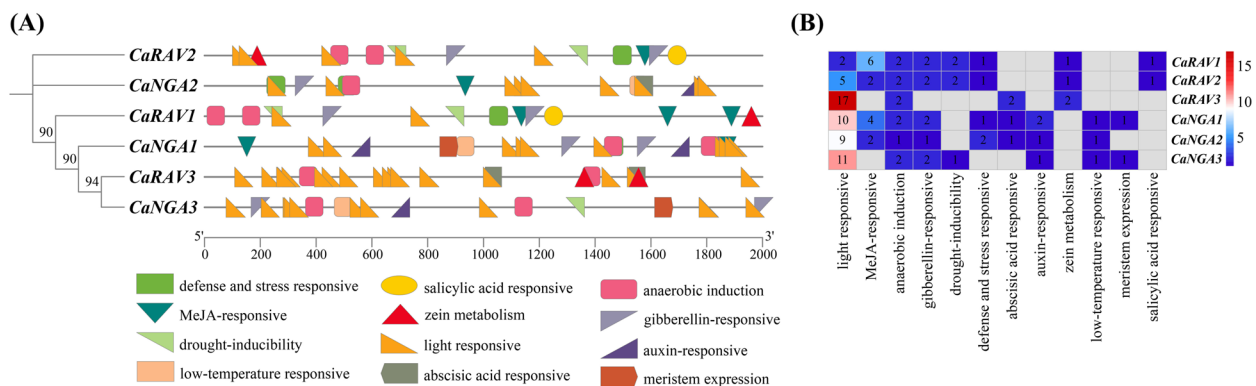 (A)
CaRAV2
CaNGA2
CaRAV1
CaNGA1
CaRAV3
CaNGA3
90
90
94
5' 3'
0 200 400 600 800 1000 1200 1400 1600 1800 2000
defense and stress responsive
MeJA-responsive
drought-inducibility
low-temperature responsive
salicylic acid responsive
zein metabolism
light responsive
abscisic acid responsive
anaerobic induction
gibberellin-responsive
auxin-responsive
meristem expression
(B)
2 6 2 2 2 1 1 1 CaRAV1
5 2 2 2 2 1 1 1 CaRAV2
17 2 2 2 CaRAV3
10 4 2 2 1 1 2 1 1 CaNGA1
9 2 1 1 2 1 1 1 CaNGA2
11 2 2 1 1 1 1 CaNGA3
light responsive
MeJA-responsive
anaerobic induction
gibberellin-responsive
drought-inducibility
defense and stress responsive
abscisic acid responsive
auxin-responsive
zein metabolism
low-temperature responsive
meristem expression
salicylic acid responsive
15
10
5